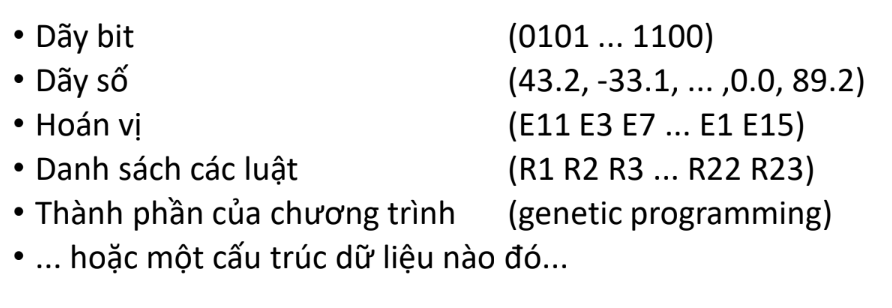 • Dãy bit (0101 ... 1100)
• Dãy số (43.2, -33.1, ... ,0.0, 89.2)
• Hoán vị (E11 E3 E7 ... E1 E15)
• Danh sách các luật (R1 R2 R3 ... R22 R23)
• Thành phần của chương trình (genetic programming)
• ... hoặc một cấu trúc dữ liệu nào đó...